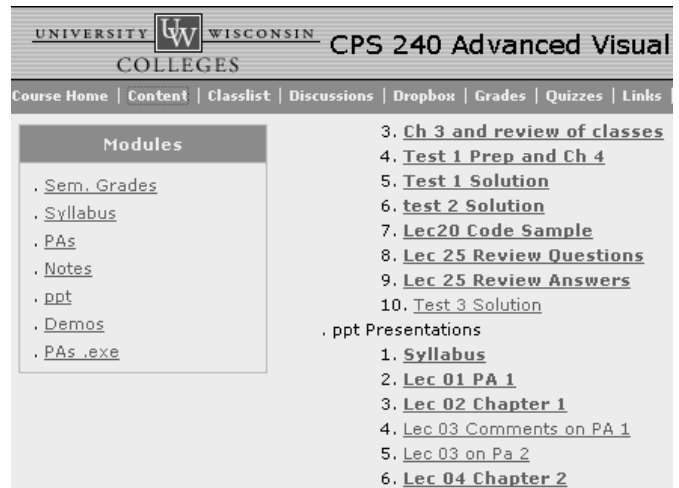 UNIVERSITY UW WISCONSIN
COLLEGES
CPS 240 Advanced Visual
Course Home | Content | Classlist | Discussions | Dropbox | Grades | Quizzes | Links |
Modules
. Sem. Grades
. Syllabus
. PAs
. Notes
. ppt
. Demos
. PAs .exe
3. Ch 3 and review of classes
4. Test 1 Prep and Ch 4
5. Test 1 Solution
6. test 2 Solution
7. Lec20 Code Sample
8. Lec 25 Review Questions
9. Lec 25 Review Answers
10. Test 3 Solution
. ppt Presentations
1. Syllabus
2. Lec 01 PA 1
3. Lec 02 Chapter 1
4. Lec 03 Comments on PA 1
5. Lec 03 on Pa 2
6. Lec 04 Chapter 2